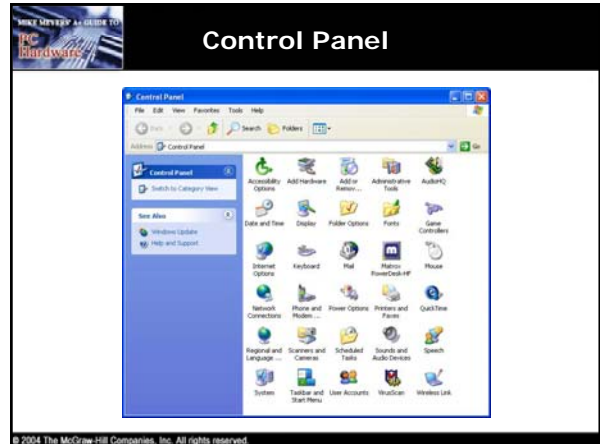 MIKE MEYERS' A+ GUIDE TO
PC
Hardware
Control Panel
Control Panel
File Edit View Favorites Tools Help
Back Search Folders
Address Control Panel Go
Control Panel
Switch to Category View
See Also
Windows Update
Help and Support
Accessibility Options
Add Hardware
Add or Remov...
Administrative Tools
AudioHQ
Date and Time
Display
Folder Options
Fonts
Game Controllers
Internet Options
Keyboard
Mail
Matrox PowerDesk-HF
Mouse
Network Connections
Phone and Modem ...
Power Options
Printers and Faxes
QuickTime
Regional and Language ...
Scanners and Cameras
Scheduled Tasks
Sounds and Audio Devices
Speech
System
Taskbar and Start Menu
User Accounts
VirusScan
Wireless Link
© 2004 The McGraw-Hill Companies, Inc. All rights reserved.